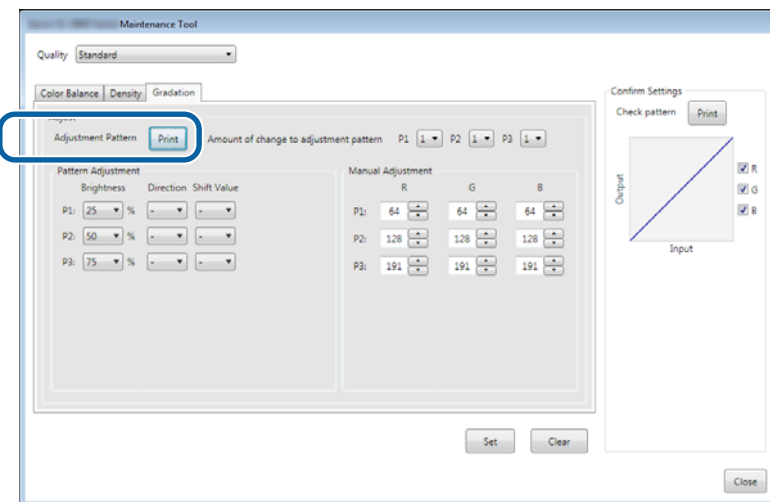 Maintenance Tool
Quality Standard
Color Balance Density Gradation
Adjustment Pattern Print Amount of change to adjustment pattern P1 1 P2 1 P3 1
Pattern Adjustment
Brightness Direction Shift Value
P1: 25 % - -
P2: 50 % - -
P3: 75 % - -
Manual Adjustment
R G B
P1: 64 64 64
P2: 128 128 128
P3: 191 191 191
Set Clear
Confirm Settings
Check pattern Print
Output
Input
R
G
B
Close